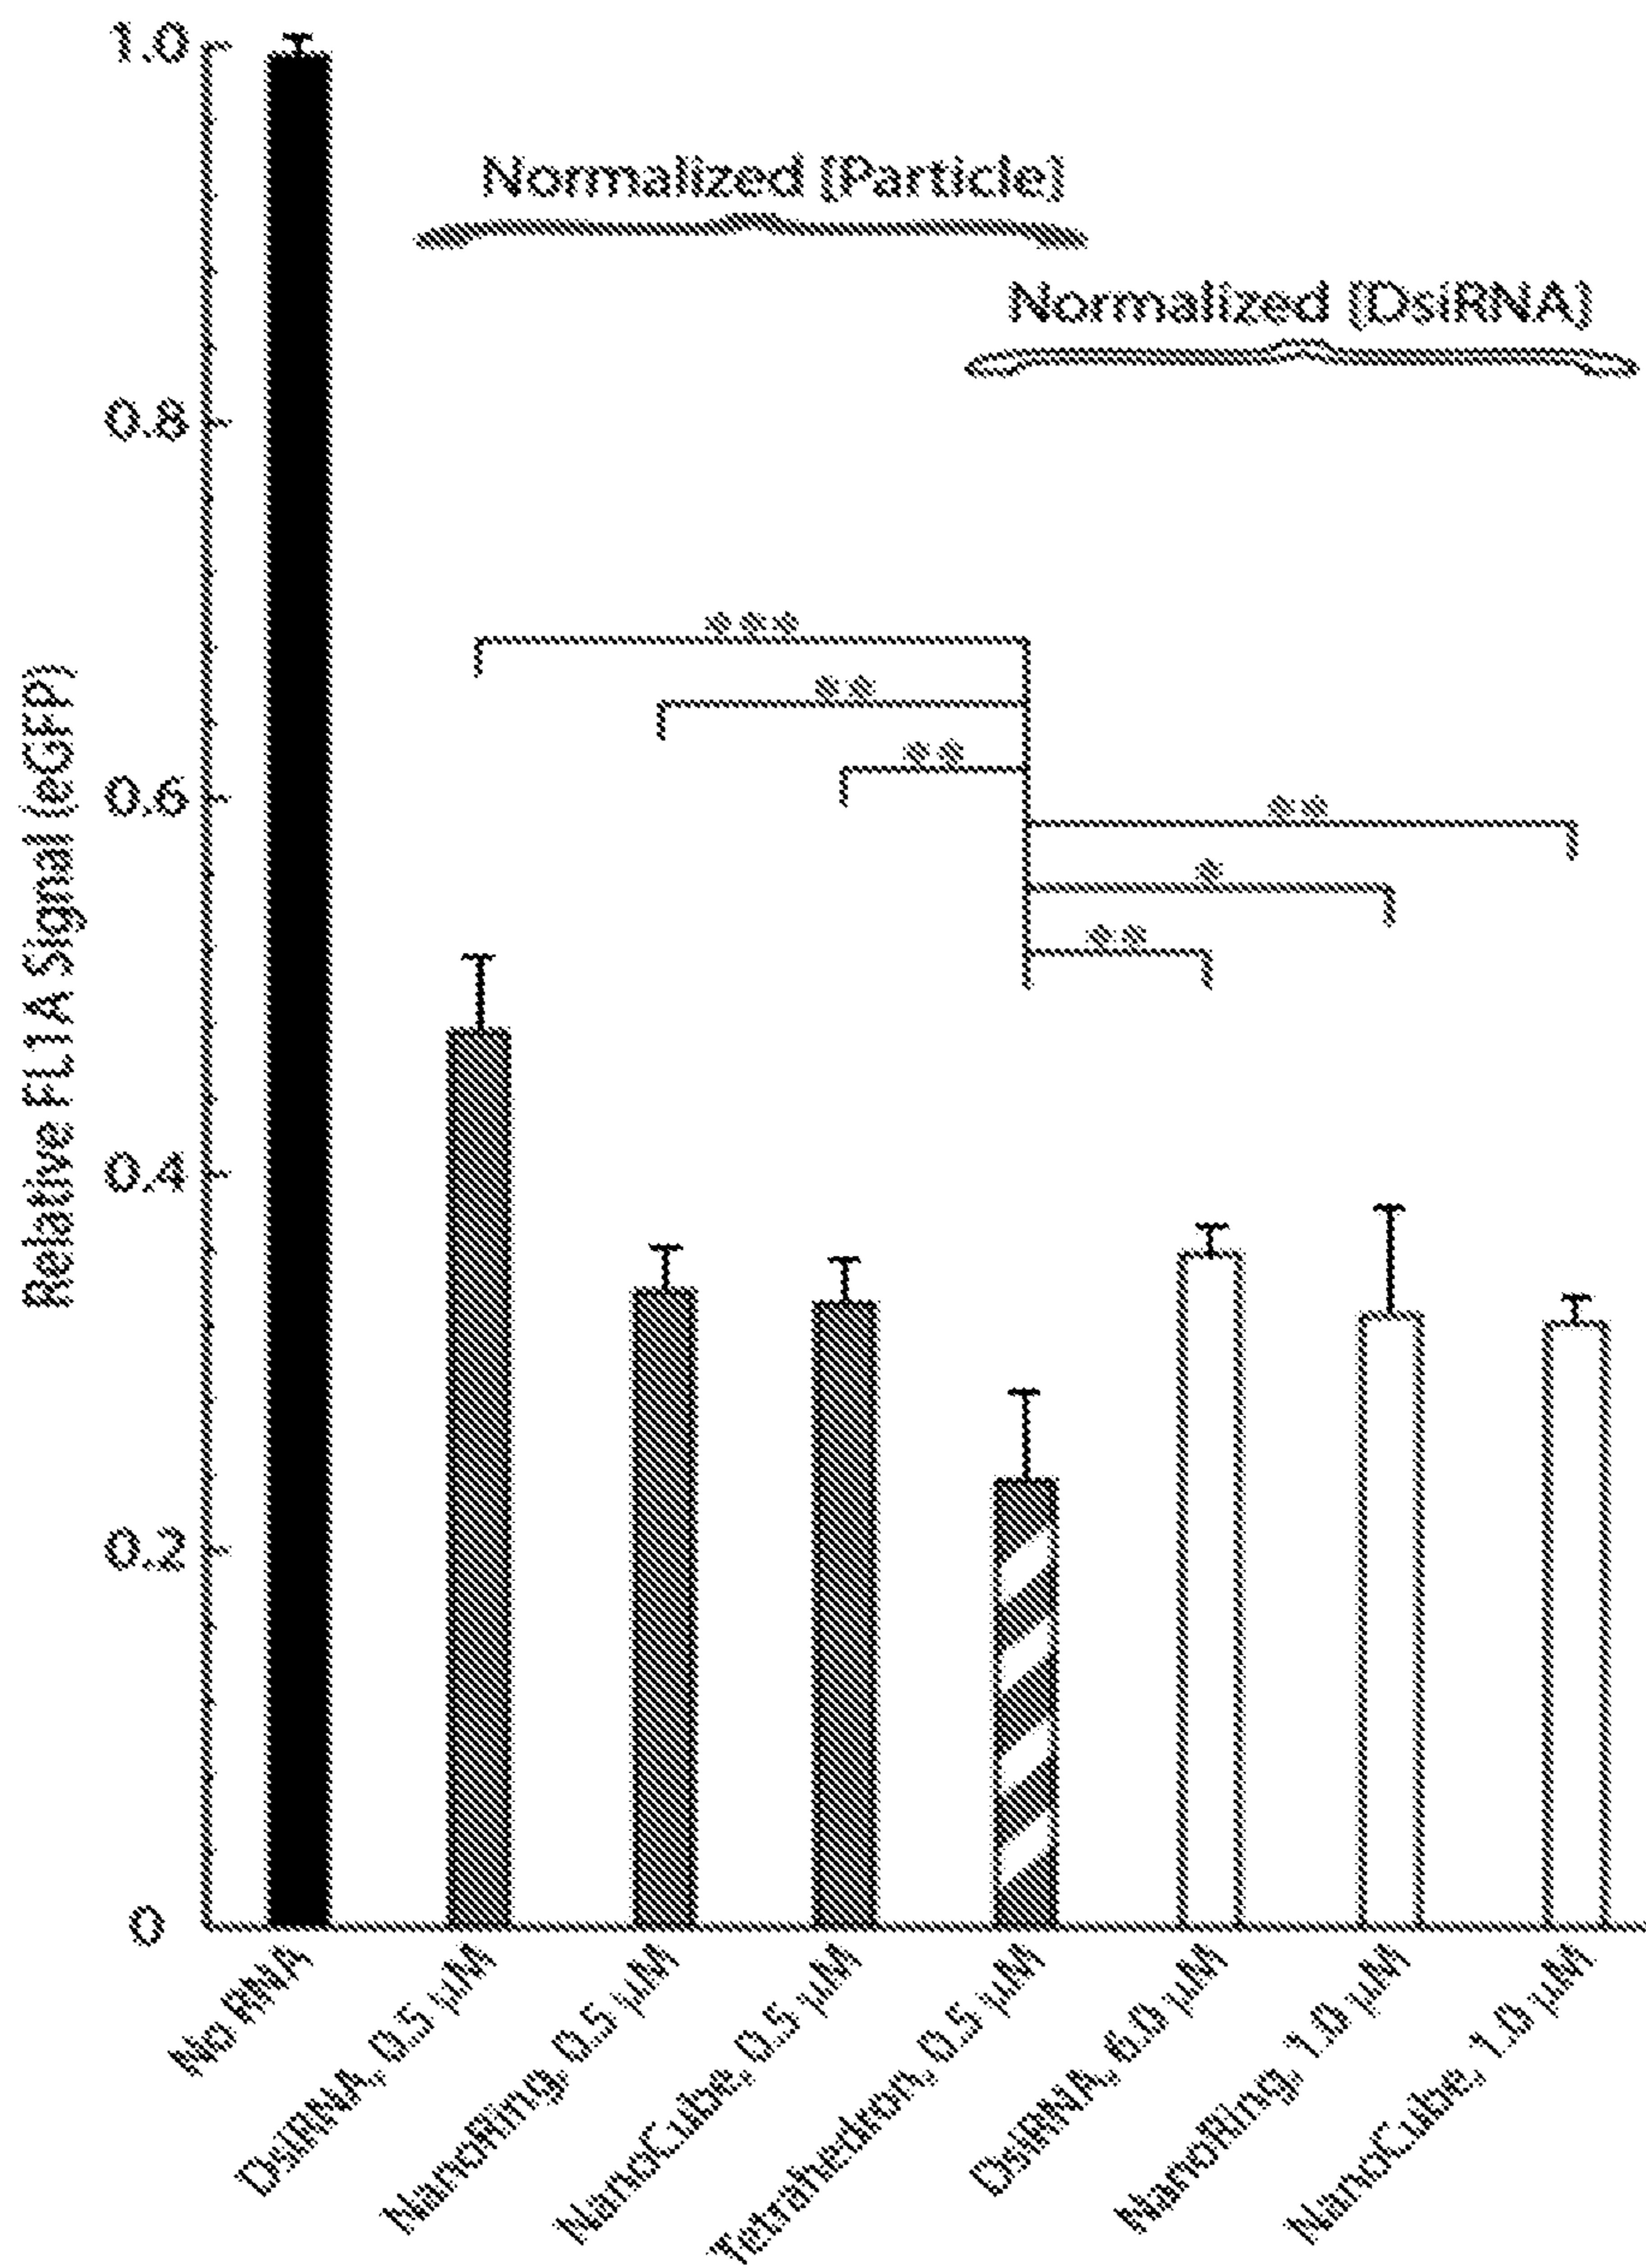 1.0
Normalized [Particle]
Normalized [DsiRNA]
0.8
***
**
**
0.6
**
*
**
Relative FL1A Signal (eGFP)
0.4
0.2
0
No RNA
DsiRNA, 0.5 μM
NanoRing, 0.5 μM
NanoCube, 0.5 μM
Tetrahedron, 0.5 μM
DsiRNA, 6.0 μM
NanoRing, 1.0 μM
NanoCube, 1.0 μM